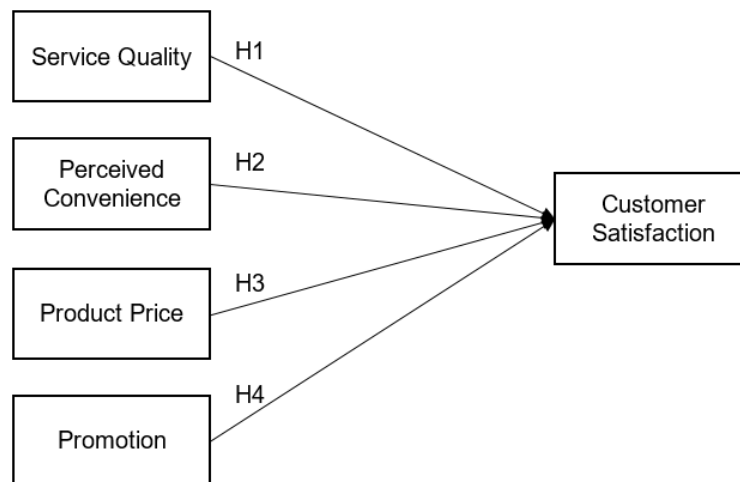 Service Quality
H1
Perceived
Convenience
H2
Customer
Satisfaction
Product Price
H3
Promotion
H4